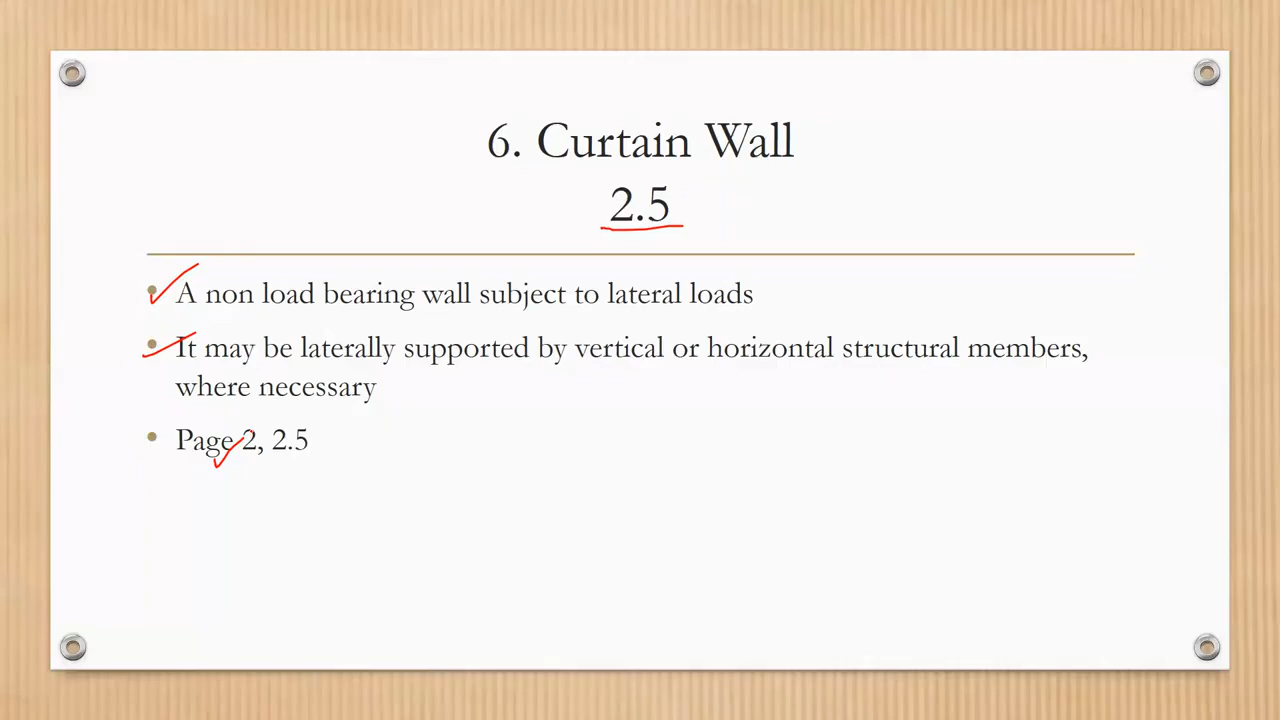 6. Curtain Wall
2.5
• A non load bearing wall subject to lateral loads
• It may be laterally supported by vertical or horizontal structural members,
where necessary
• Page 2, 2.5